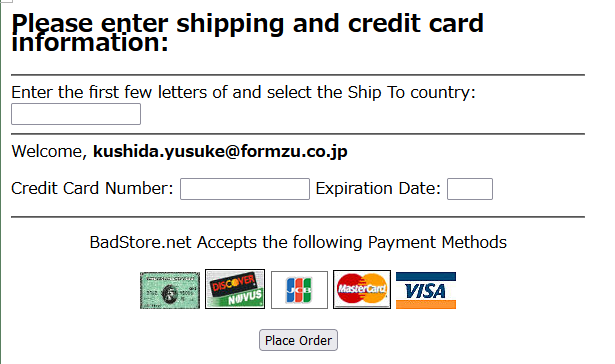 Please enter shipping and credit card
information:
Enter the first few letters of and select the Ship To country:
Welcome, kushida.yusuke@formzu.co.jp
Credit Card Number: Expiration Date:
BadStore.net Accepts the following Payment Methods
DISCOVER NOVUS JCB MasterCard VISA
Place Order